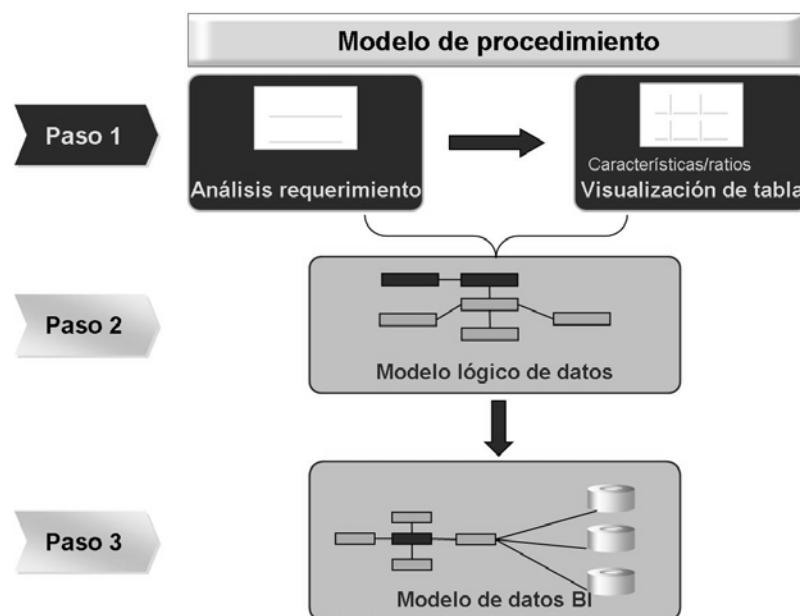 Modelo de procedimiento
Paso 1
Análisis requerimiento
Características/ratios
Visualización de tabla
Paso 2
Modelo lógico de datos
Paso 3
Modelo de datos BI